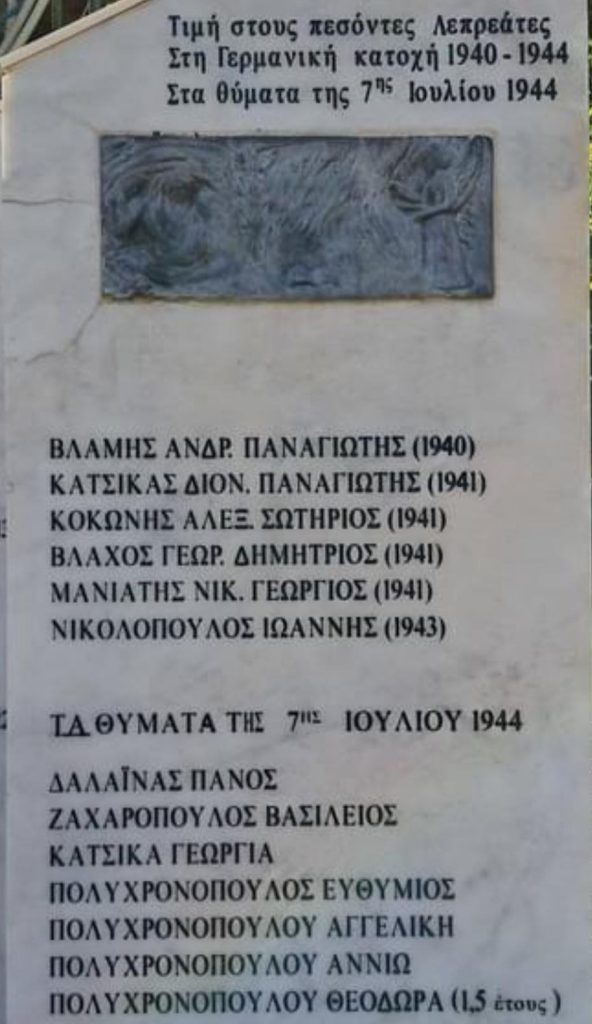 Τιμή στους πεσόντες Λεπρεάτες
Στη Γερμανική κατοχή 1940 - 1944
Στα θύματα της 7ης Ιουλίου 1944
ΒΛΑΜΗΣ ΑΝΔΡ. ΠΑΝΑΓΙΩΤΗΣ (1940)
ΚΑΤΣΙΚΑΣ ΔΙΟΝ. ΠΑΝΑΓΙΩΤΗΣ (1941)
ΚΟΚΩΝΗΣ ΑΛΕΞ. ΣΩΤΗΡΙΟΣ (1941)
ΒΛΑΧΟΣ ΓΕΩΡ. ΔΗΜΗΤΡΙΟΣ (1941)
ΜΑΝΙΑΤΗΣ ΝΙΚ. ΓΕΩΡΓΙΟΣ (1941)
ΝΙΚΟΛΟΠΟΥΛΟΣ ΙΩΑΝΝΗΣ (1943)
ΤΑ ΘΥΜΑΤΑ ΤΗΣ 7ΗΣ ΙΟΥΛΙΟΥ 1944
ΔΑΛΑΪΝΑΣ ΠΑΝΟΣ
ΖΑΧΑΡΟΠΟΥΛΟΣ ΒΑΣΙΛΕΙΟΣ
ΚΑΤΣΙΚΑ ΓΕΩΡΓΙΑ
ΠΟΛΥΧΡΟΝΟΠΟΥΛΟΣ ΕΥΘΥΜΙΟΣ
ΠΟΛΥΧΡΟΝΟΠΟΥΛΟΥ ΑΓΓΕΛΙΚΗ
ΠΟΛΥΧΡΟΝΟΠΟΥΛΟΥ ΑΝΝΙΩ
ΠΟΛΥΧΡΟΝΟΠΟΥΛΟΥ ΘΕΟΔΩΡΑ (1,5 έτους)